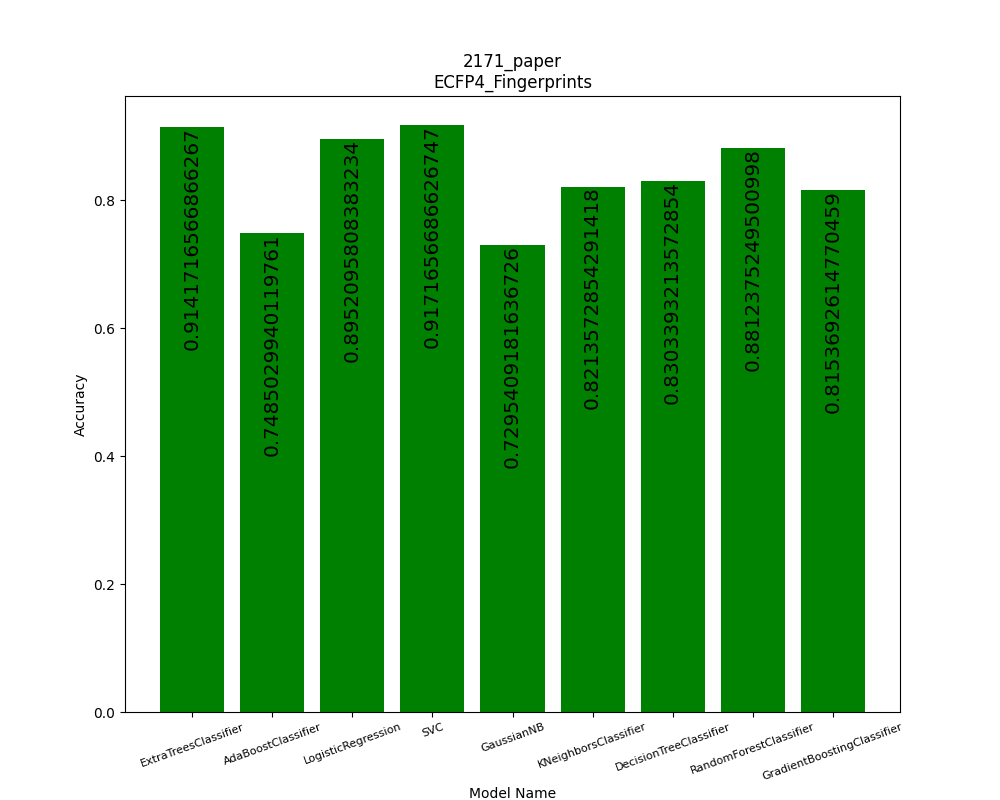 2171_paper
ECFP4_Fingerprints
Accuracy
0.8
0.6
0.4
0.2
0.0
0.9141716566866267
0.7485029940119761
0.8952095808383234
0.9171656686626747
0.7295409181636726
0.8213572854291418
0.8303393213572854
0.8812375249500998
0.8153692614770459
ExtraTreesClassifier
AdaBoostClassifier
LogisticRegression
SVC
GaussianNB
KNeighborsClassifier
DecisionTreeClassifier
RandomForestClassifier
GradientBoostingClassifier
Model Name